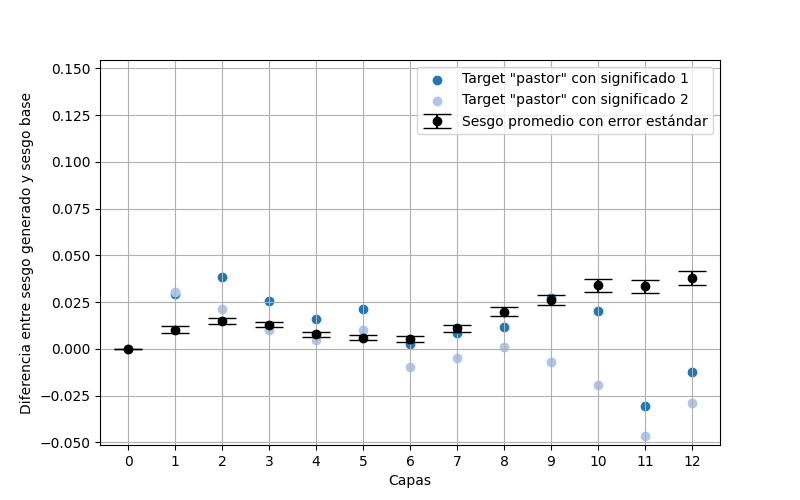 0.150
0.125
0.100
0.075
0.050
0.025
0.000
−0.025
−0.050
Diferencia entre sesgo generado y sesgo base
Target "pastor" con significado 1
Target "pastor" con significado 2
Sesgo promedio con error estándar
0 1 2 3 4 5 6 7 8 9 10 11 12
Capas